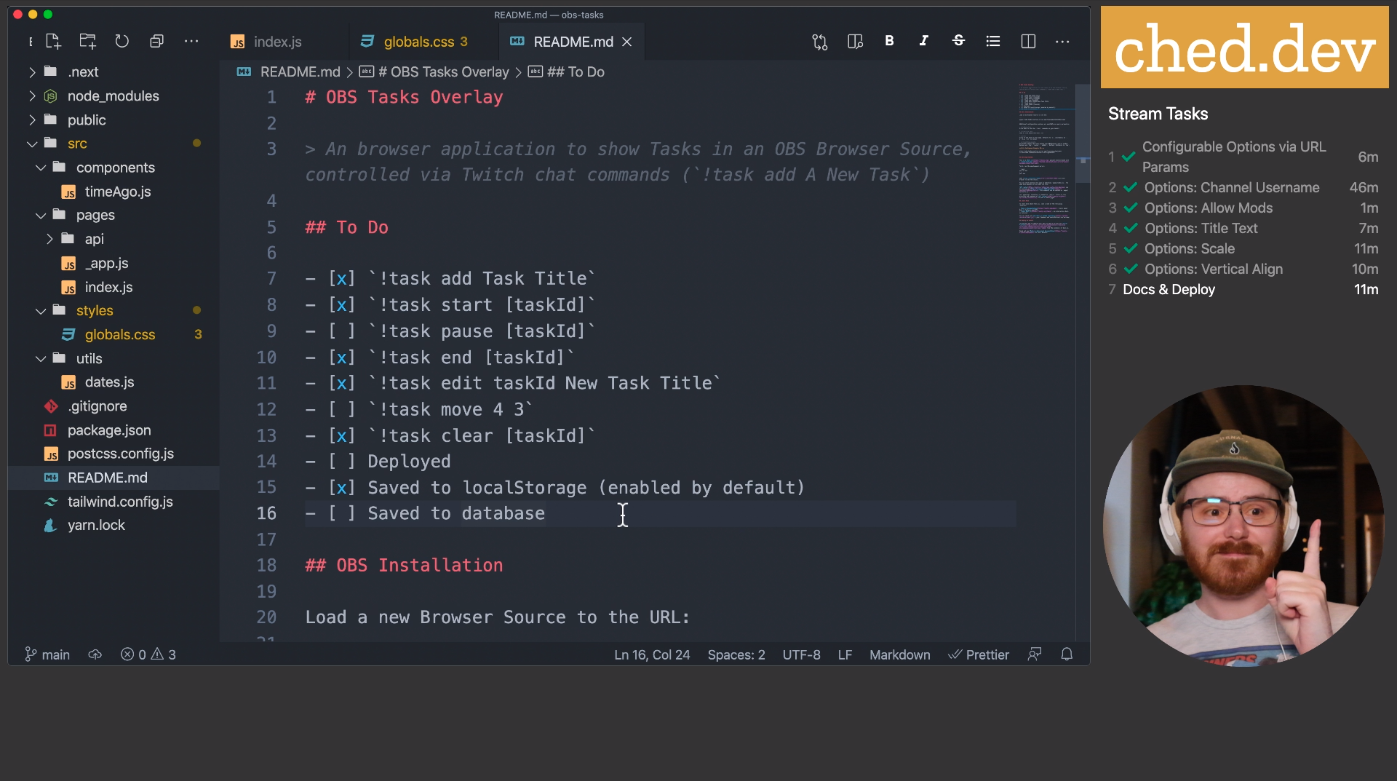 README.md — obs-tasks
index.js
globals.css 3
README.md
B
I
S
README.md > # OBS Tasks Overlay > ## To Do
.next
node_modules
public
src
components
timeAgo.js
pages
api
_app.js
index.js
styles
globals.css 3
utils
dates.js
.gitignore
package.json
postcss.config.js
README.md
tailwind.config.js
yarn.lock
1 # OBS Tasks Overlay
2
3 > An browser application to show Tasks in an OBS Browser Source,
controlled via Twitch chat commands (`!task add A New Task`)
4
5 ## To Do
6
7 - [x] `!task add Task Title`
8 - [x] `!task start [taskId]`
9 - [ ] `!task pause [taskId]`
10 - [x] `!task end [taskId]`
11 - [x] `!task edit taskId New Task Title`
12 - [ ] `!task move 4 3`
13 - [x] `!task clear [taskId]`
14 - [ ] Deployed
15 - [x] Saved to localStorage (enabled by default)
16 - [ ] Saved to database
17
18 ## OBS Installation
19
20 Load a new Browser Source to the URL:
21
main
0
3
Ln 16, Col 24
Spaces: 2
UTF-8
LF
Markdown
Prettier
ched.dev
Stream Tasks
1 Configurable Options via URL
Params 6m
2 Options: Channel Username 46m
3 Options: Allow Mods 1m
4 Options: Title Text 7m
5 Options: Scale 11m
6 Options: Vertical Align 10m
7 Docs & Deploy 11m